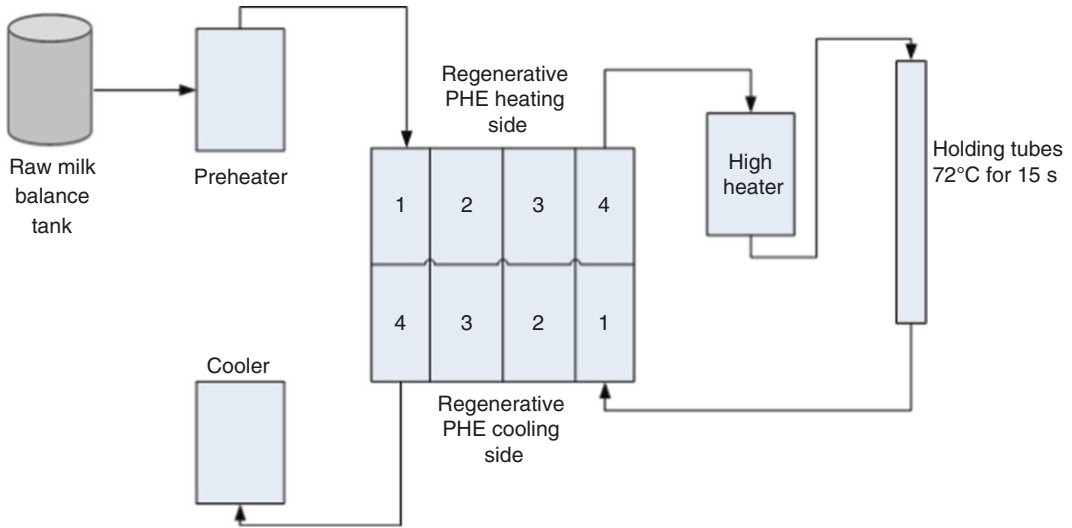 Raw milk
balance
tank
Preheater
Regenerative
PHE heating
side
1 2 3 4
4 3 2 1
Regenerative
PHE cooling
side
High
heater
Holding tubes
72°C for 15 s
Cooler